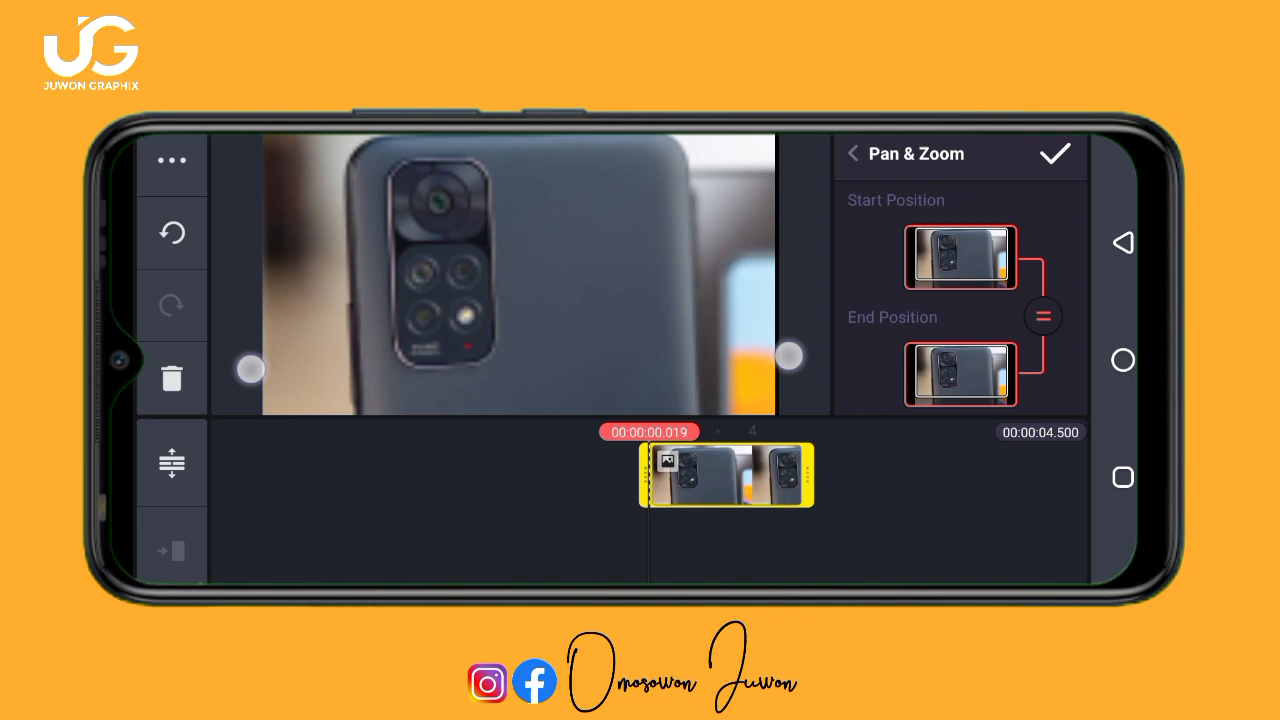 JG
JUWON GRAPHIX
Pan & Zoom
Start Position
End Position
00:00:00.019
4
00:00:04.500
Omosowon Juwon